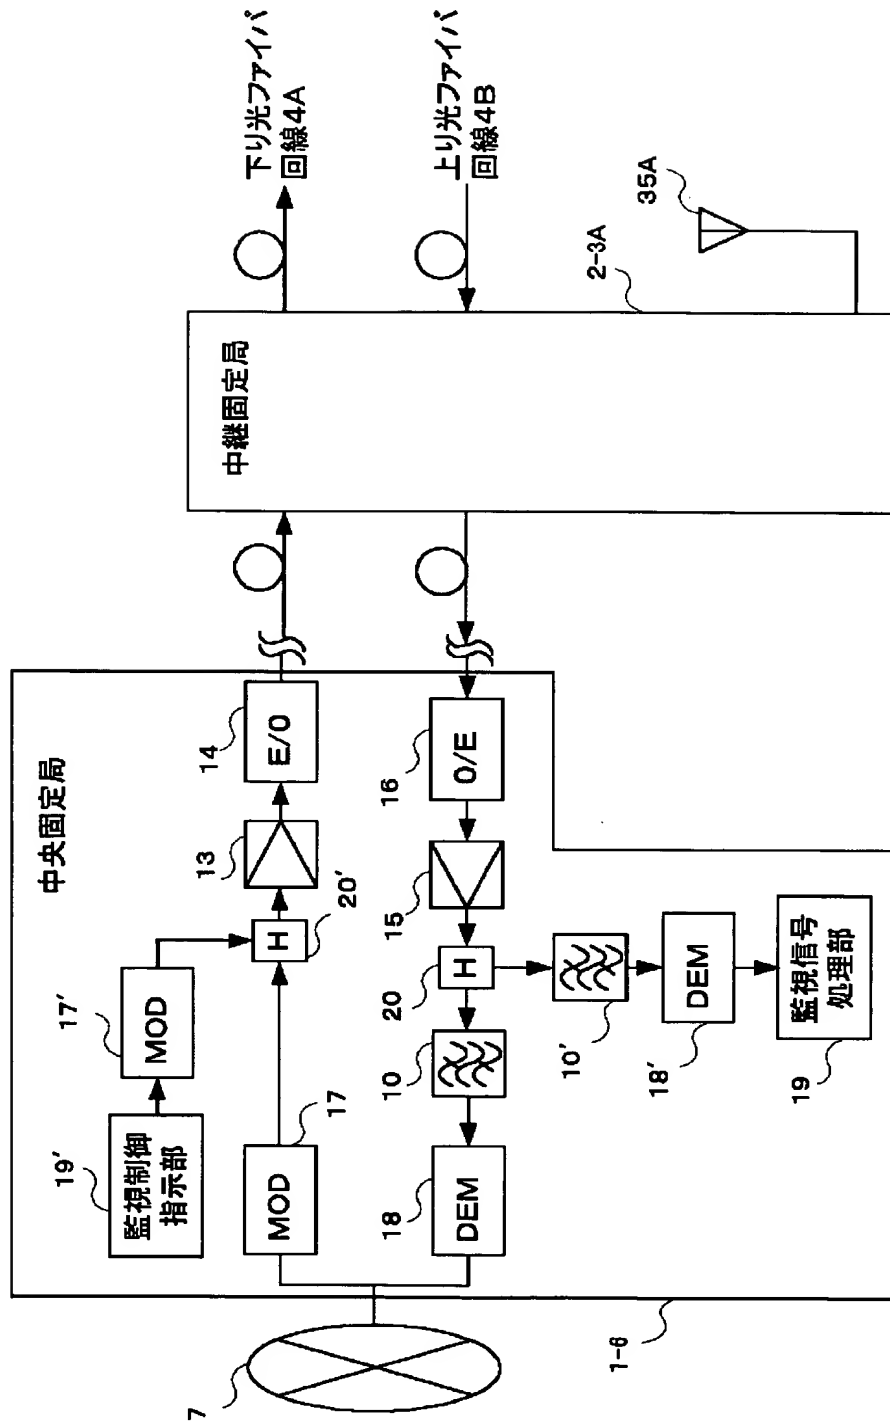 中央固定局
19'
監視制御
指示部
17'
MOD
17
MOD
H
20'
13
14
E/O
下り光ファイバ
回線4A
中継固定局
上り光ファイバ
回線4B
2-3A
35A
16
O/E
15
20
H
10
18
DEM
10'
18'
DEM
19
監視信号
処理部
7
1-6